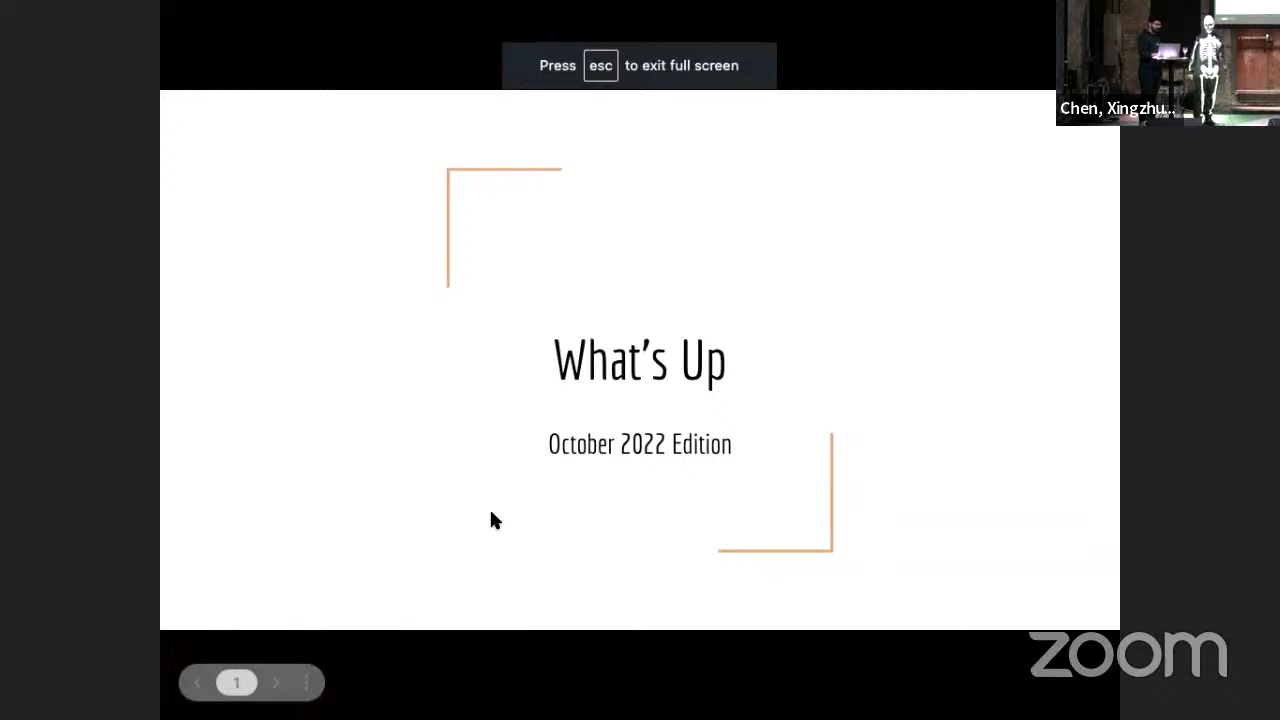 Press esc to exit full screen
Chen, Xingzhu...
What's Up
October 2022 Edition
1
zoom